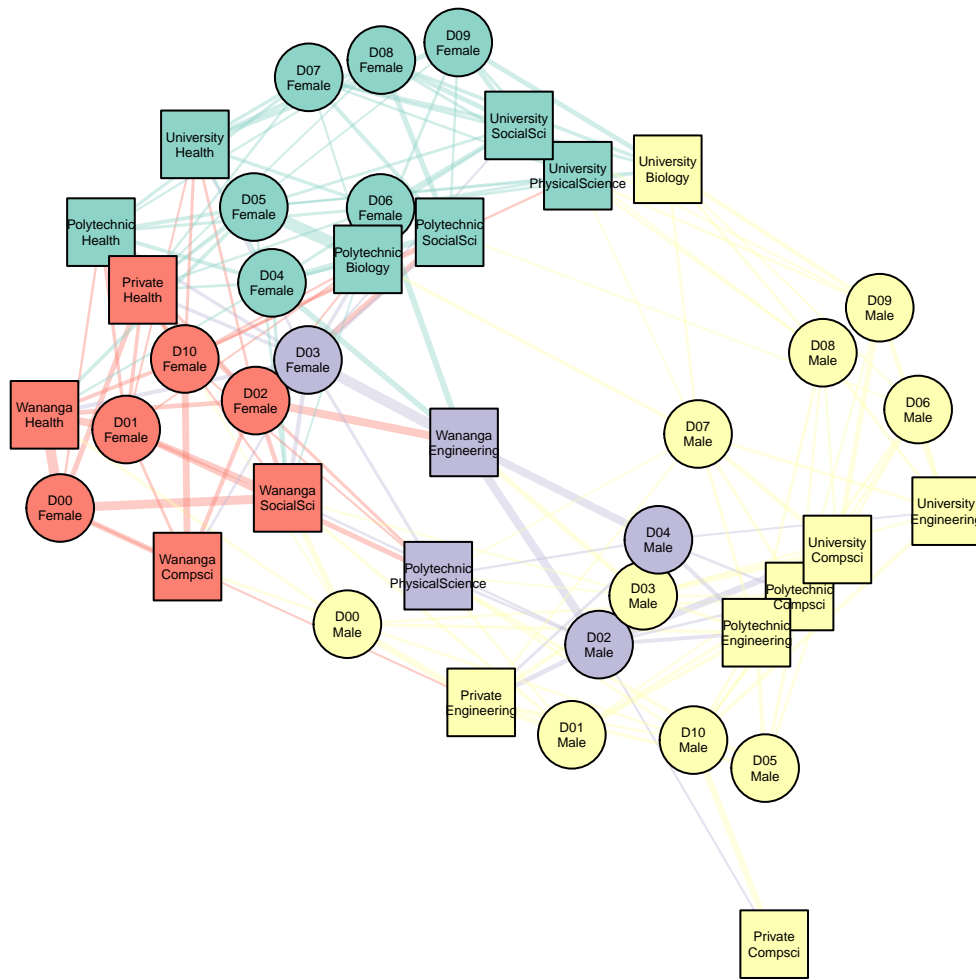 D09
Female
D08
Female
D07
Female
University
SocialSci
University
Health
University
PhysicalScience
University
Biology
D05
Female
D06
Female
Polytechnic
Health
Polytechnic
SocialSci
Polytechnic
Biology
Private
Health
D04
Female
D09
Male
D08
Male
D10
Female
D03
Female
D02
Female
D06
Male
Wananga
Health
D01
Female
D07
Male
Wananga
Engineering
D00
Female
Wananga
SocialSci
University
Engineering
Wananga
Compsci
Polytechnic
PhysicalScience
D04
Male
University
Compsci
D03
Male
Polytechnic
Compsci
D00
Male
D02
Male
Polytechnic
Engineering
Private
Engineering
D01
Male
D10
Male
D05
Male
Private
Compsci